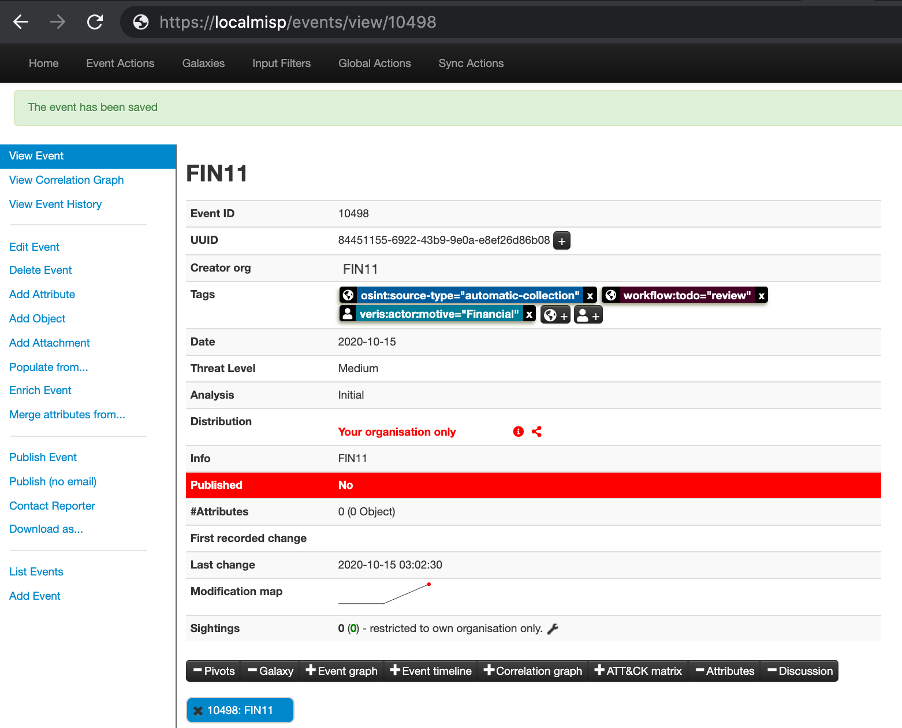 https://localmisp/events/view/10498
Home Event Actions Galaxies Input Filters Global Actions Sync Actions
The event has been saved
View Event
View Correlation Graph
View Event History
Edit Event
Delete Event
Add Attribute
Add Object
Add Attachment
Populate from...
Enrich Event
Merge attributes from...
Publish Event
Publish (no email)
Contact Reporter
Download as...
List Events
Add Event
FIN11
Event ID 10498
UUID 84451155-6922-43b9-9e0a-e8ef26d86b08 +
Creator org FIN11
Tags osint:source-type="automatic-collection" x workflow:todo="review" x
veris:actor:motive="Financial" x + +
Date 2020-10-15
Threat Level Medium
Analysis Initial
Distribution
Your organisation only
Info FIN11
Published No
#Attributes 0 (0 Object)
First recorded change
Last change 2020-10-15 03:02:30
Modification map
Sightings 0 (0) - restricted to own organisation only.
−Pivots −Galaxy +Event graph +Event timeline +Correlation graph +ATT&CK matrix −Attributes −Discussion
✖ 10498: FIN11